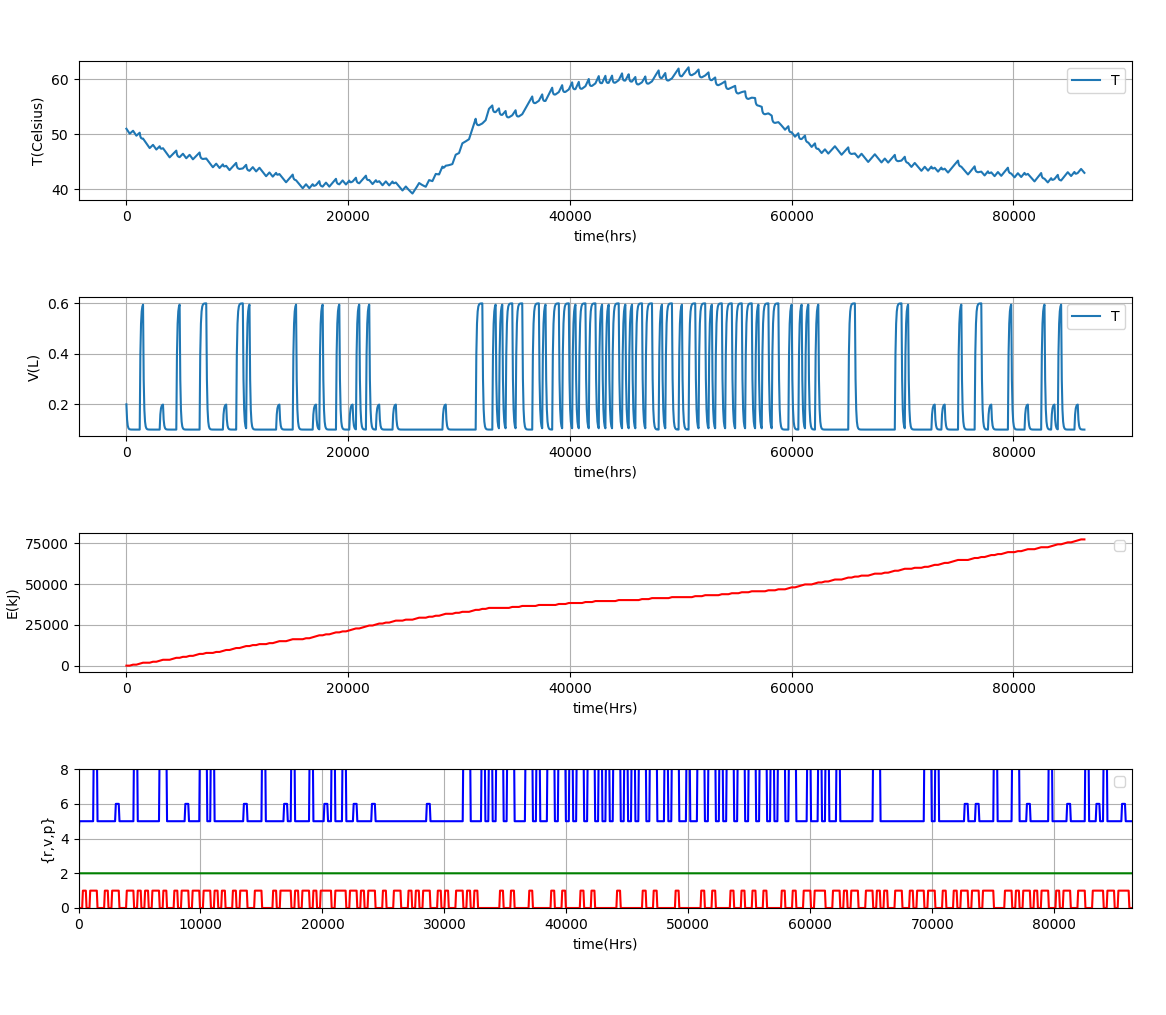 60
50
40
T(Celsius)
T
0 20000 40000 60000 80000
time(hrs)
0.6
0.4
0.2
V(L)
T
0 20000 40000 60000 80000
time(hrs)
75000
50000
25000
0
E(kJ)
0 20000 40000 60000 80000
time(Hrs)
8
6
4
2
0
{r,v,p}
0 10000 20000 30000 40000 50000 60000 70000 80000
time(Hrs)